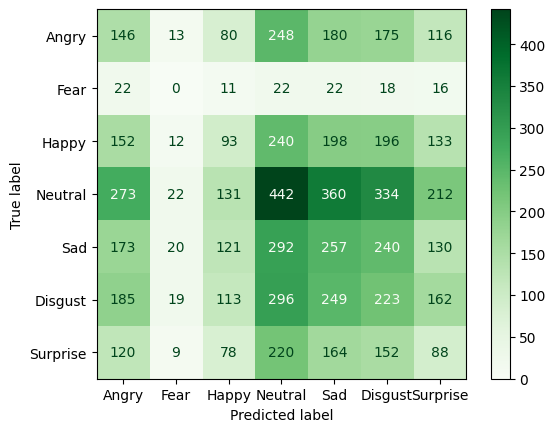 Angry 146 13 80 248 180 175 116
Fear 22 0 11 22 22 18 16
Happy 152 12 93 240 198 196 133
Neutral 273 22 131 442 360 334 212
Sad 173 20 121 292 257 240 130
Disgust 185 19 113 296 249 223 162
Surprise 120 9 78 220 164 152 88
Angry Fear Happy Neutral Sad Disgust Surprise
Predicted label
True label
400
350
300
250
200
150
100
50
0